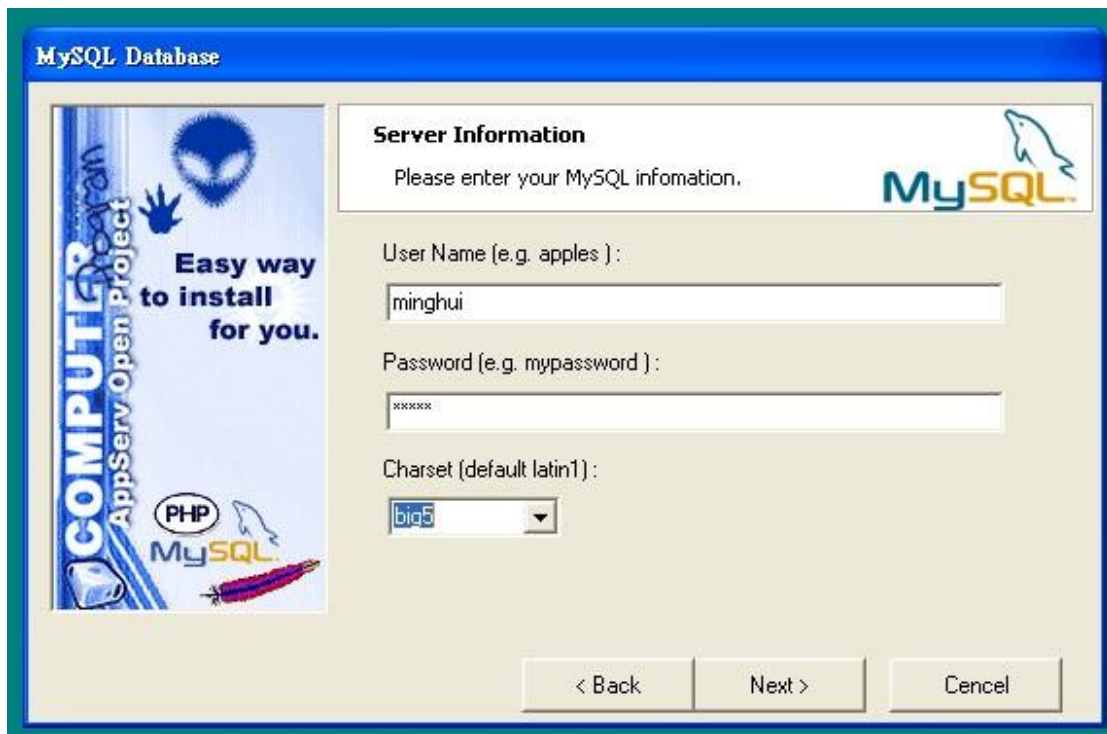 MySQL Database
COMPUTER
Program
AppServ Open Project
Easy way
to install
for you.
PHP
MySQL
Server Information
Please enter your MySQL infomation.
MySQL
User Name (e.g. apples ) :
minghui
Password (e.g. mypassword ) :
*****
Charset (default latin1) :
big5
< Back
Next >
Cencel